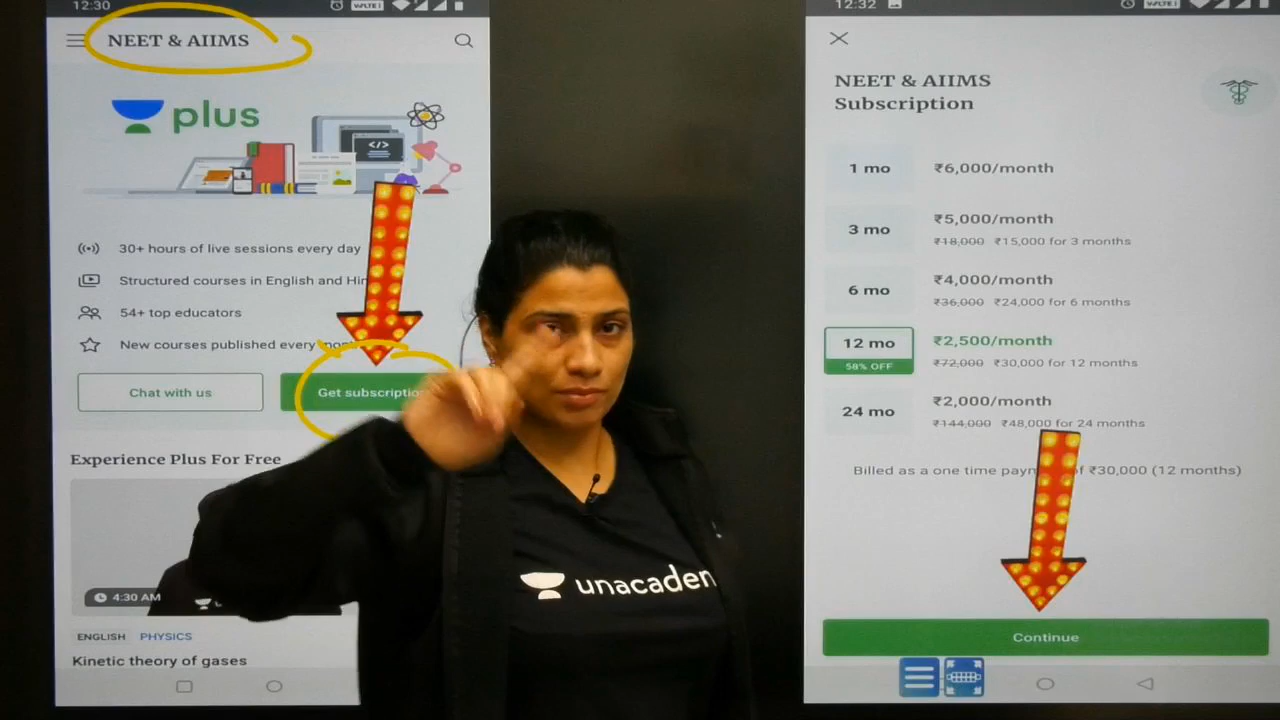 12:30
VoLTE
NEET & AIIMS
plus
</>
30+ hours of live sessions every day
Structured courses in English and
54+ top educators
New courses published every
Chat with us
Get subscription
Experience Plus For Free
4:30 AM
ENGLISH PHYSICS
Kinetic theory of gases
unacadem
12:32
VoLTE
NEET & AIIMS
Subscription
1 mo ₹6,000/month
3 mo ₹5,000/month
₹18,000 ₹15,000 for 3 months
6 mo ₹4,000/month
₹36,000 ₹24,000 for 6 months
12 mo ₹2,500/month
58% OFF ₹72,000 ₹30,000 for 12 months
24 mo ₹2,000/month
₹144,000 ₹48,000 for 24 months
Billed as a one time of ₹30,000 (12 months)
Continue